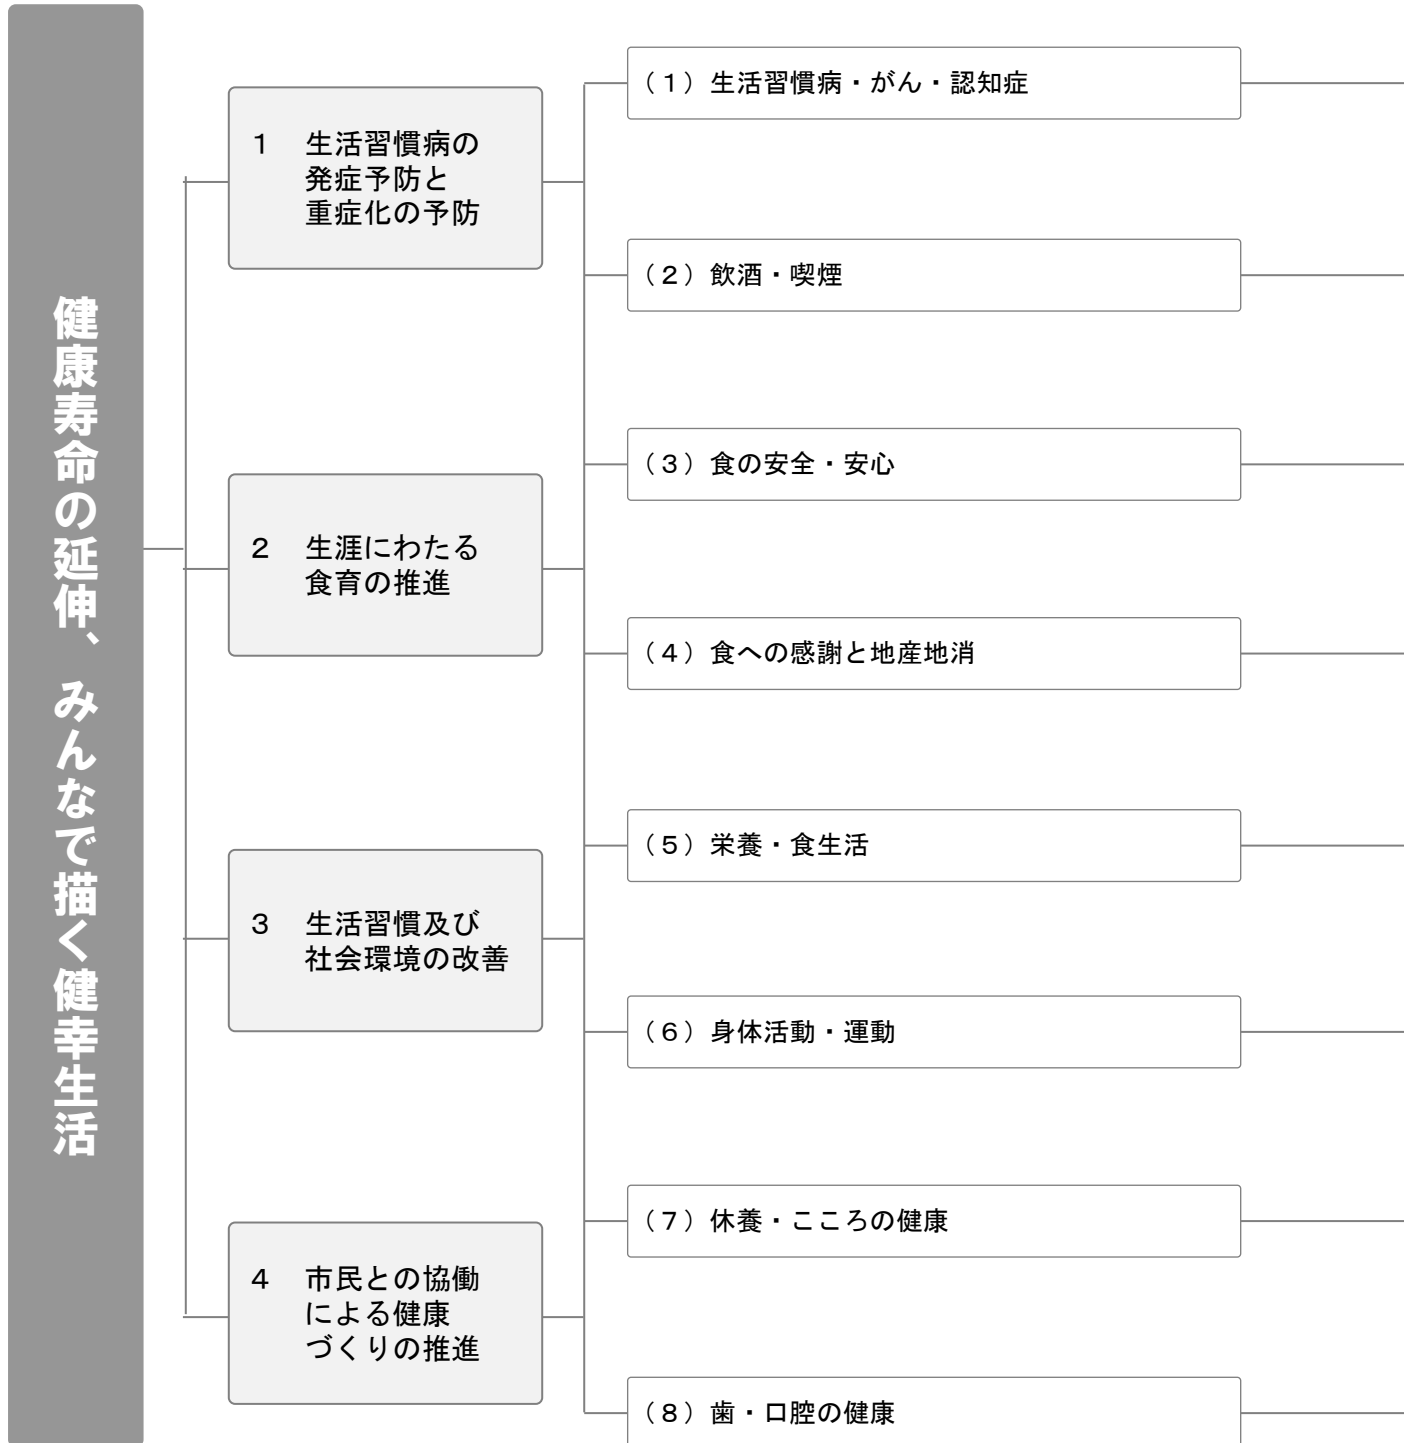 健康寿命の延伸、みんなで描く健幸生活
1 生活習慣病の
発症予防と
重症化の予防
2 生涯にわたる
食育の推進
3 生活習慣及び
社会環境の改善
4 市民との協働
による健康
づくりの推進
（1）生活習慣病・がん・認知症
（2）飲酒・喫煙
（3）食の安全・安心
（4）食への感謝と地産地消
（5）栄養・食生活
（6）身体活動・運動
（7）休養・こころの健康
（8）歯・口腔の健康